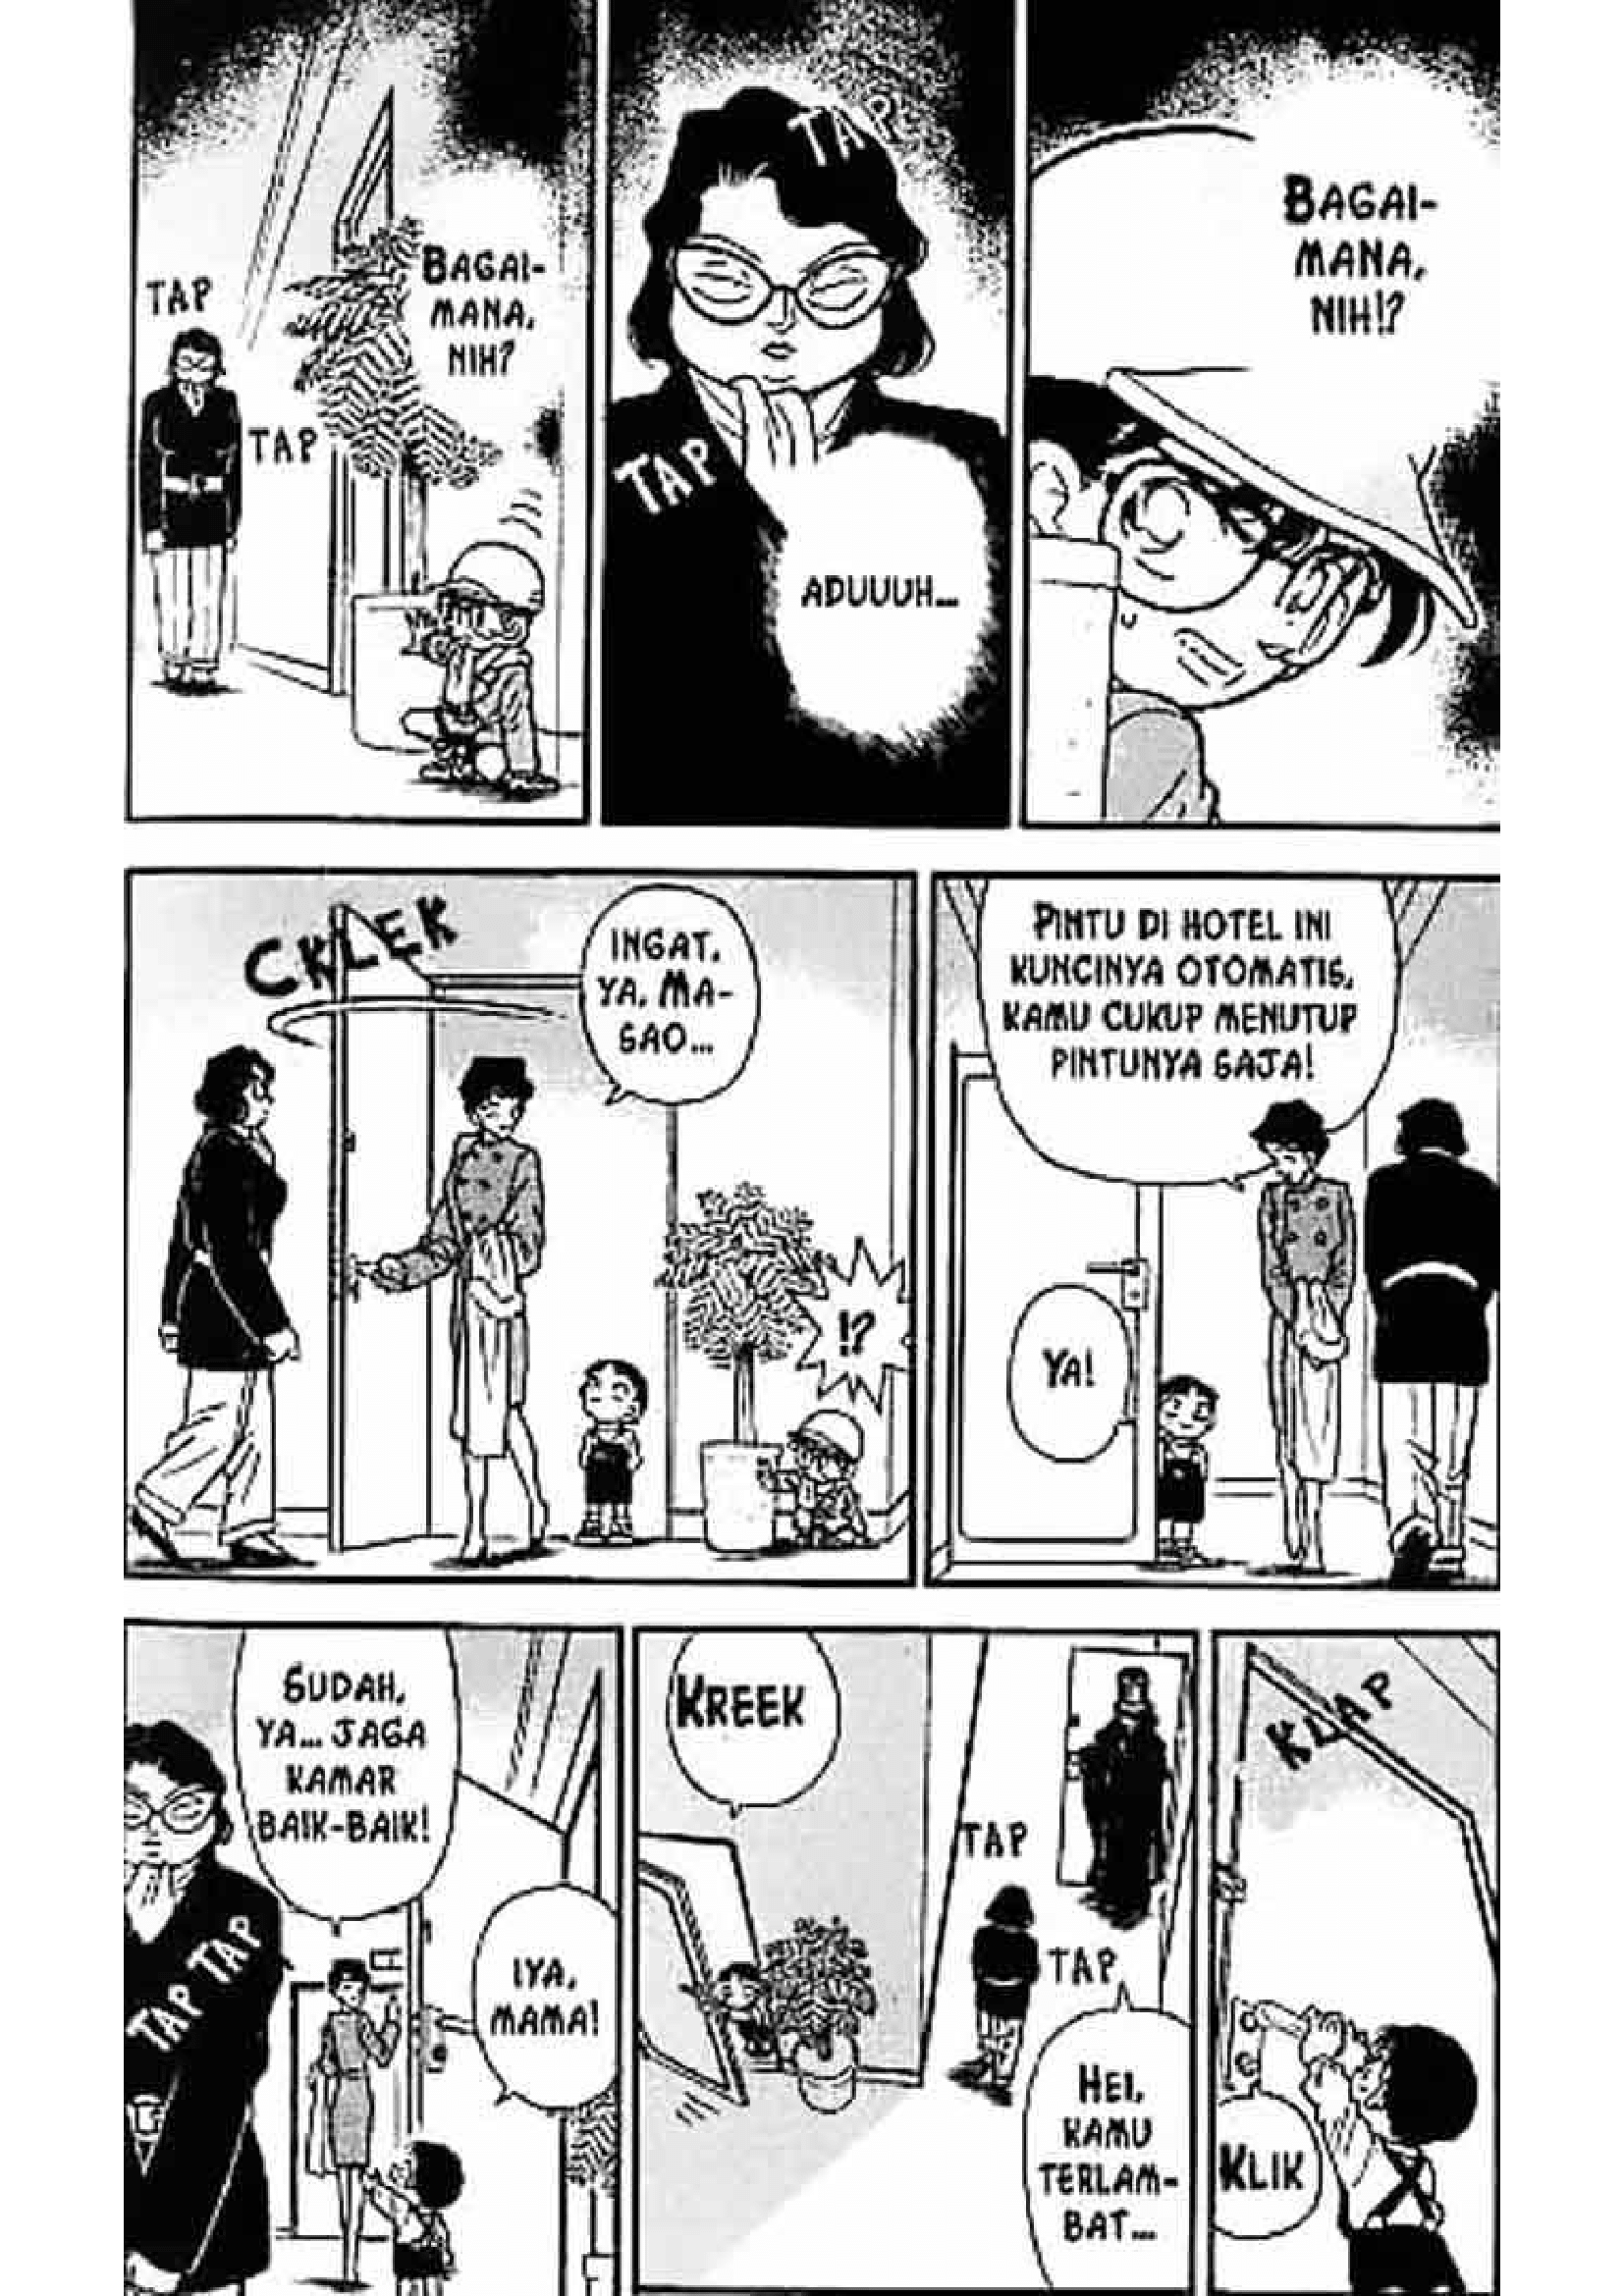 TAP
TAP
BAGAI-
MANA,
NIH?
TAP
TAP
ADUUUH...
BAGAI-
MANA,
NIH!?
CKLEK
INGAT,
YA, MA-
SAO...
!?
PINTU DI HOTEL INI
KUNCINYA OTOMATIS,
KAMU CUKUP MENUTUP
PINTUNYA SAJA!
YA!
SUDAH,
YA... JAGA
KAMAR
BAIK-BAIK!
TAP TAP
IYA,
MAMA!
KREEK
TAP
TAP
HEI,
KAMU
TERLAM-
BAT...
KLAP
KLIK